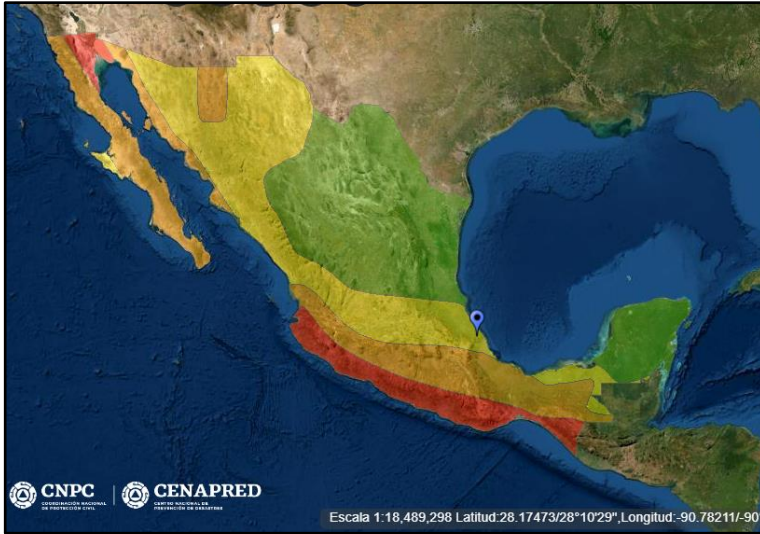 CNPC
COORDINACIÓN NACIONAL
DE PROTECCIÓN CIVIL
CENAPRED
CENTRO NACIONAL DE
PREVENCIÓN DE DESASTRES
Escala 1:18,489,298 Latitud:28.17473/28°10'29",Longitud:-90.78211/-90°